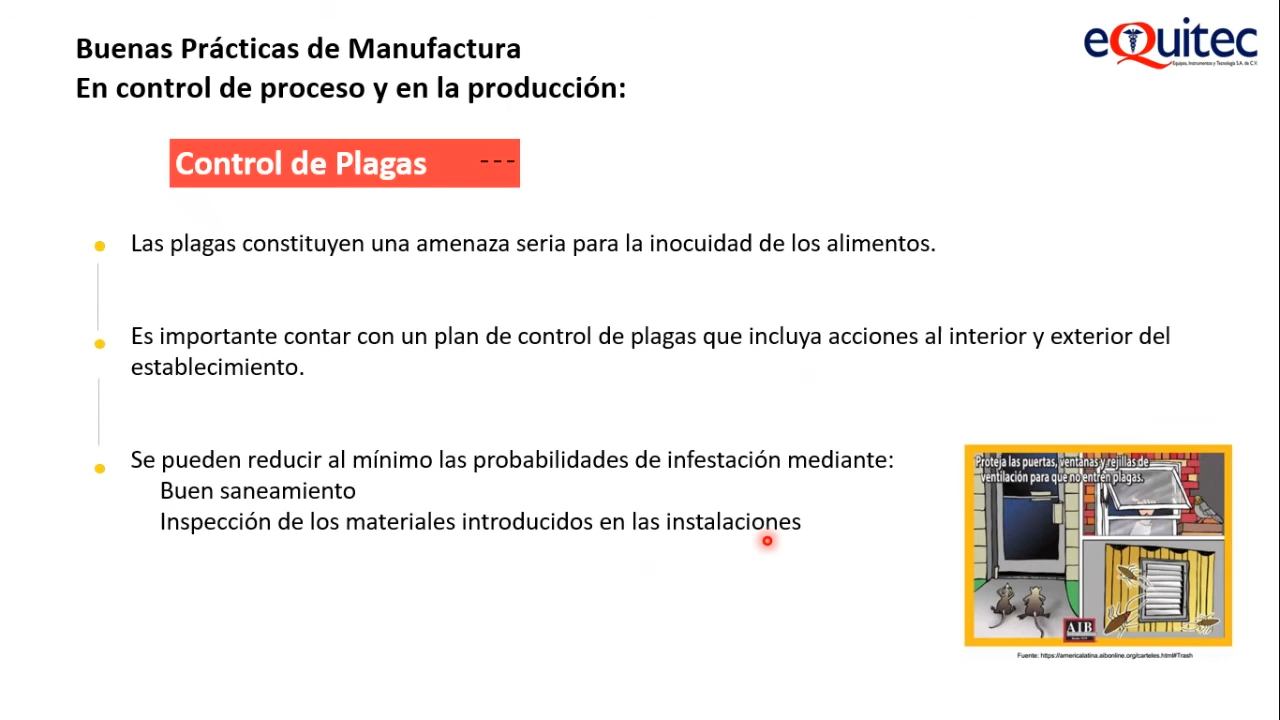 Buenas Prácticas de Manufactura
En control de proceso y en la producción:
eQuitec
Equipos, Instrumentos y Tecnología S.A. de C.V.
Control de Plagas ---
Las plagas constituyen una amenaza seria para la inocuidad de los alimentos.
Es importante contar con un plan de control de plagas que incluya acciones al interior y exterior del
establecimiento.
Se pueden reducir al mínimo las probabilidades de infestación mediante:
Buen saneamiento
Inspección de los materiales introducidos en las instalaciones
Proteja las puertas, ventanas y rejillas de
ventilación para que no entren plagas.
AIB
Fuente: https://americalatina.aibonline.org/carteles.html#Trash